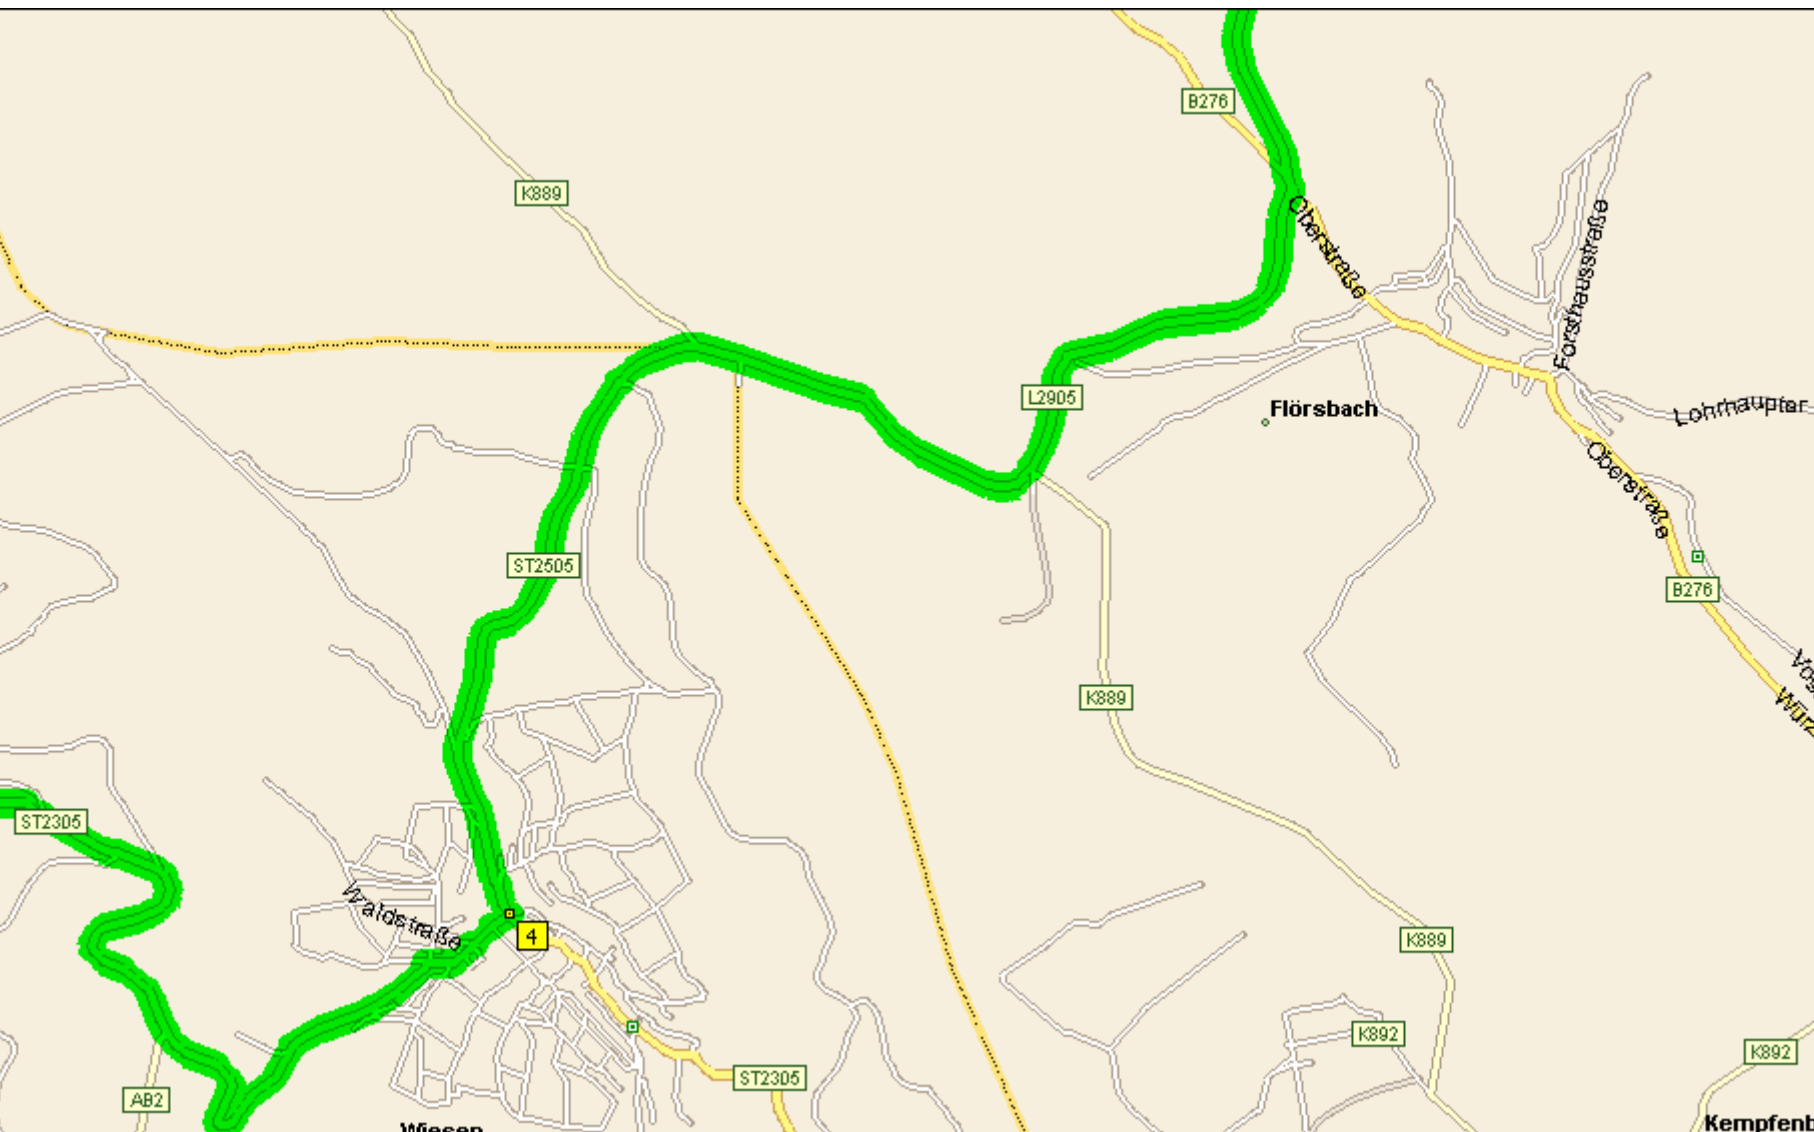 B276
K889
Oberstraße
Forsthausstraße
L2905
Flörsbach
Lohrhaupter
Oberstraße
ST2505
B276
K889
ST2305
Waldstraße
4
K889
K892
K892
ST2305
AB2
Wiesen